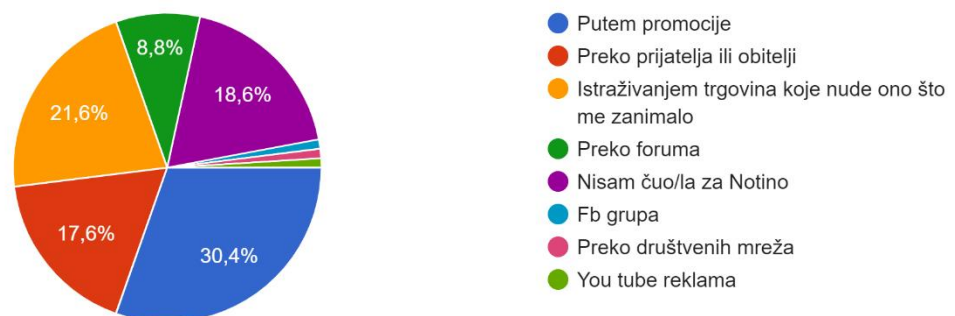 8,8%
18,6%
21,6%
17,6%
30,4%
Putem promocije
Preko prijatelja ili obitelji
Istraživanjem trgovina koje nude ono što
me zanimalo
Preko foruma
Nisam čuo/la za Notino
Fb grupa
Preko društvenih mreža
You tube reklama